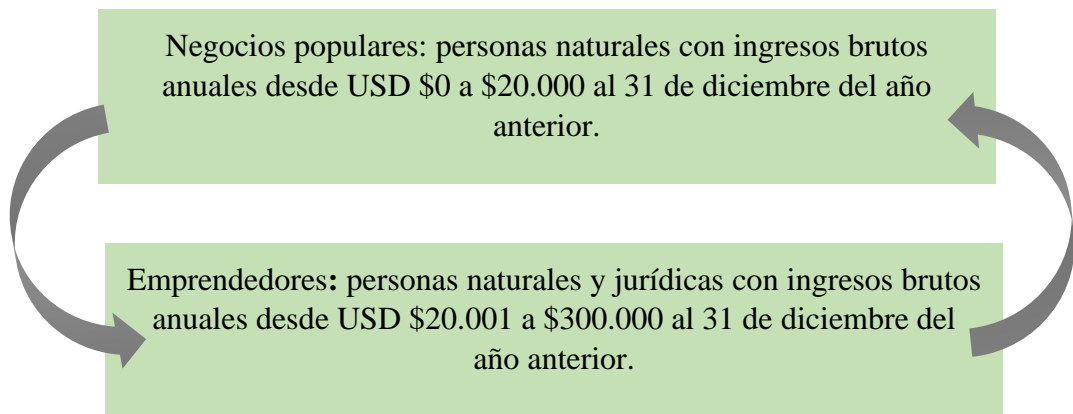 Negocios populares: personas naturales con ingresos brutos
anuales desde USD $0 a $20.000 al 31 de diciembre del año
anterior.
Emprendedores: personas naturales y jurídicas con ingresos brutos
anuales desde USD $20.001 a $300.000 al 31 de diciembre del
año anterior.